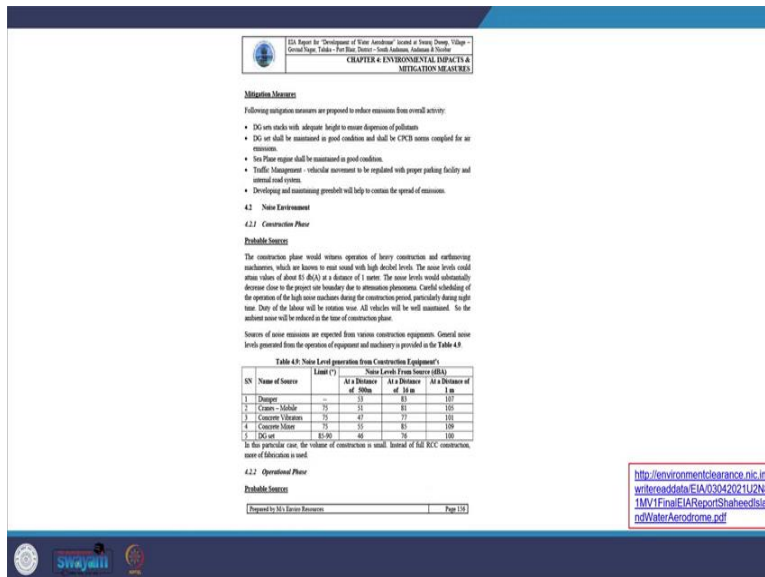 EIA Report for "Development of Water Aerodrome" located at Swaraj Dweep, Village –
Govind Nagar, Taluka – Port Blair, District – South Andaman, Andaman & Nicobar
CHAPTER 4: ENVIRONMENTAL IMPACTS &
MITIGATION MEASURES
Mitigation Measures
Following mitigation measures are proposed to reduce emissions from overall activity:
• DG sets stacks with adequate height to ensure dispersion of pollutants
• DG set shall be maintained in good condition and shall be CPCB norms complied for air
emissions.
• Sea Plane engine shall be maintained in good condition.
• Traffic Management - vehicular movement to be regulated with proper parking facility and
internal road system.
• Developing and maintaining greenbelt will help to contain the spread of emissions.
4.2 Noise Environment
4.2.1 Construction Phase
Probable Sources
The construction phase would witness operation of heavy construction and earthmoving
machineries, which are known to emit sound with high decibel levels. The noise levels could
attain values of about 85 db(A) at a distance of 1 meter. The noise levels would substantially
decrease close to the project site boundary due to attenuation phenomena. Careful scheduling of
the operation of the high noise machines during the construction period, particularly during night
time. Duty of the labour will be rotation wise. All vehicles will be well maintained. So the
ambient noise will be reduced in the time of construction phase.
Sources of noise emissions are expected from various construction equipments. General noise
levels generated from the operation of equipment and machinery is provided in the Table 4.9.
Table 4.9: Noise Level generation from Construction Equipment's
SN Name of Source Limit (*) Noise Levels From Source (dBA)
At a Distance of 500m At a Distance of 16 m At a Distance of 1 m
1 Dumper – 53 83 107
2 Cranes – Mobile 75 51 81 105
3 Concrete Vibrators 75 47 77 101
4 Concrete Mixer 75 55 85 109
5 DG set 85-90 46 76 100
In this particular case, the volume of construction is small. Instead of full RCC construction,
more of fabrication is used.
4.2.2 Operational Phase
Probable Sources
Prepared by M/s Enviro Resources Page 156
http://environmentclearance.nic.in
writereaddata/EIA/03042021U2N
1MV1FinalEIAReportShaheedIsla
ndWaterAerodrome.pdf
swayam